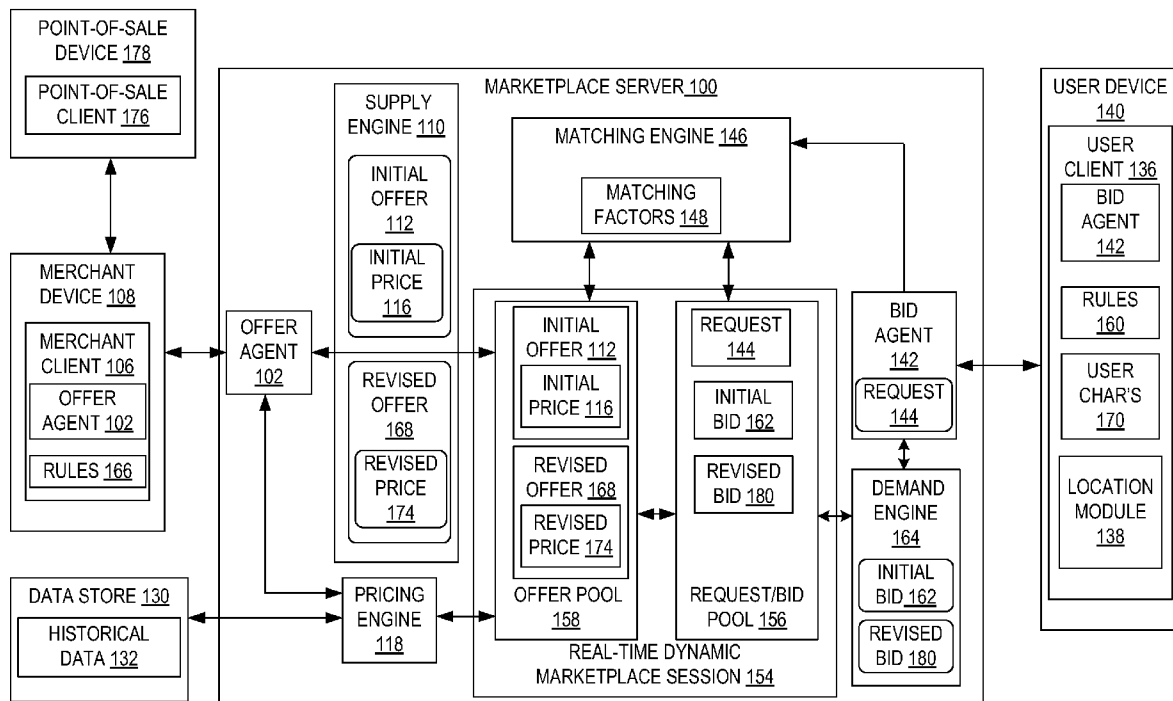 POINT-OF-SALE
DEVICE 178
POINT-OF-SALE
CLIENT 176
MERCHANT
DEVICE 108
MERCHANT
CLIENT 106
OFFER
AGENT 102
RULES 166
DATA STORE 130
HISTORICAL
DATA 132
MARKETPLACE SERVER 100
OFFER
AGENT
102
SUPPLY
ENGINE 110
INITIAL
OFFER
112
INITIAL
PRICE
116
REVISED
OFFER
168
REVISED
PRICE
174
PRICING
ENGINE
118
MATCHING ENGINE 146
MATCHING
FACTORS 148
INITIAL
OFFER 112
INITIAL
PRICE 116
REVISED
OFFER 168
REVISED
PRICE 174
OFFER POOL
158
REQUEST
144
INITIAL
BID 162
REVISED
BID 180
REQUEST/BID
POOL 156
REAL-TIME DYNAMIC
MARKETPLACE SESSION 154
BID
AGENT
142
REQUEST
144
DEMAND
ENGINE
164
INITIAL
BID 162
REVISED
BID 180
USER DEVICE
140
USER
CLIENT 136
BID
AGENT
142
RULES
160
USER
CHAR'S
170
LOCATION
MODULE
138